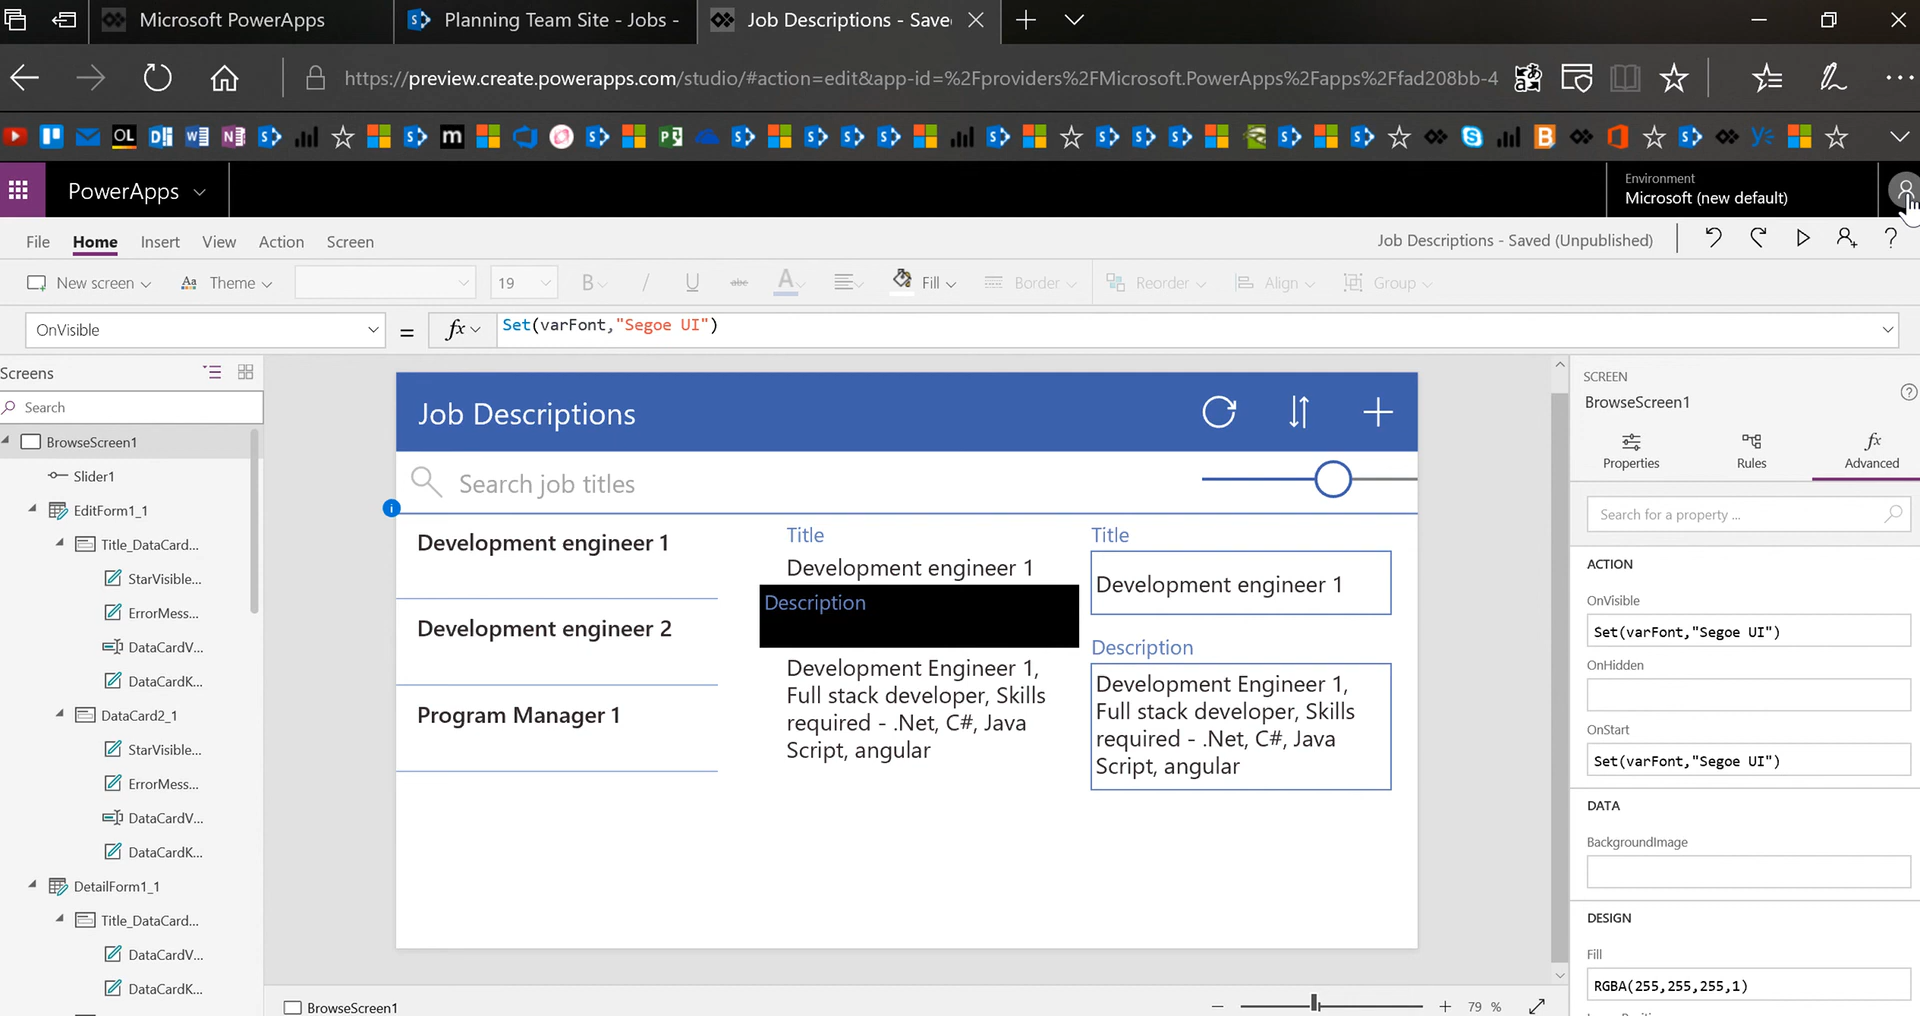 Microsoft PowerApps
Planning Team Site - Jobs -
Job Descriptions - Save
https://preview.create.powerapps.com/studio/#action=edit&app-id=%2Fproviders%2FMicrosoft.PowerApps%2Fapps%2Ffad208bb-4
PowerApps
Environment
Microsoft (new default)
File Home Insert View Action Screen
Job Descriptions - Saved (Unpublished)
New screen Theme 19 B I U abc A Fill Border Reorder Align Group
OnVisible = fx Set(varFont,"Segoe UI")
Screens
Search
BrowseScreen1
Slider1
EditForm1_1
Title_DataCard...
StarVisible...
ErrorMess...
DataCardV...
DataCardK...
DataCard2_1
StarVisible...
ErrorMess...
DataCardV...
DataCardK...
DetailForm1_1
Title_DataCard...
DataCardV...
DataCardK...
Job Descriptions
Search job titles
Development engineer 1
Development engineer 2
Program Manager 1
Title
Development engineer 1
Description
Development Engineer 1,
Full stack developer, Skills
required - .Net, C#, Java
Script, angular
Title
Development engineer 1
Description
Development Engineer 1,
Full stack developer, Skills
required - .Net, C#, Java
Script, angular
BrowseScreen1
79 %
SCREEN
BrowseScreen1
Properties Rules Advanced
Search for a property ...
ACTION
OnVisible
Set(varFont,"Segoe UI")
OnHidden
OnStart
Set(varFont,"Segoe UI")
DATA
BackgroundImage
DESIGN
Fill
RGBA(255,255,255,1)